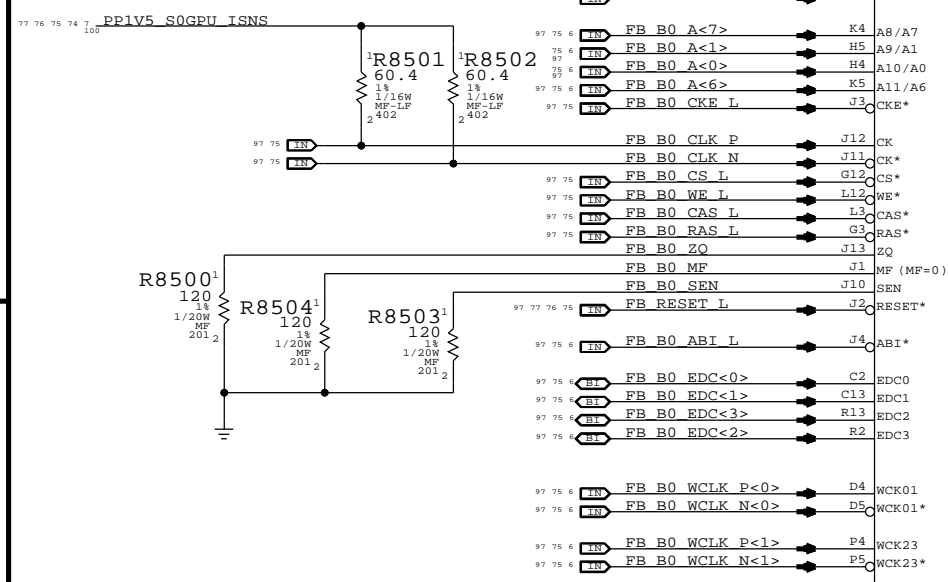 77 76 75 74 7 PP1V5_S0GPU_ISNS
100
1 R8501
60.4
1%
1/16W
MF-LF
402
2
1 R8502
60.4
1%
1/16W
MF-LF
402
2
97 75 6 IN FB_B0_A<7> K4 A8/A7
75 6 97 IN FB_B0_A<1> H5 A9/A1
75 6 97 IN FB_B0_A<0> H4 A10/A0
97 75 6 IN FB_B0_A<6> K5 A11/A6
97 75 IN FB_B0_CKE_L J3 CKE*
97 75 IN FB_B0_CLK_P J12 CK
97 75 IN FB_B0_CLK_N J11 CK*
97 75 IN FB_B0_CS_L G12 CS*
97 75 IN FB_B0_WE_L L12 WE*
97 75 IN FB_B0_CAS_L L3 CAS*
97 75 IN FB_B0_RAS_L G3 RAS*
FB_B0_ZQ J13 ZQ
FB_B0_MF J1 MF (MF=0)
FB_B0_SEN J10 SEN
97 77 76 75 IN FB_RESET_L J2 RESET*
R8500 1
120
1%
1/20W
MF
201 2
R8504 1
120
1%
1/20W
MF
201 2
R8503 1
120
1%
1/20W
MF
201 2
97 75 6 IN FB_B0_ABI_L J4 ABI*
97 75 6 BI FB_B0_EDC<0> C2 EDC0
97 75 6 BI FB_B0_EDC<1> C13 EDC1
97 75 6 BI FB_B0_EDC<3> R13 EDC2
97 75 6 BI FB_B0_EDC<2> R2 EDC3
97 75 6 IN FB_B0_WCLK_P<0> D4 WCK01
97 75 6 IN FB_B0_WCLK_N<0> D5 WCK01*
97 75 6 IN FB_B0_WCLK_P<1> P4 WCK23
97 75 6 IN FB_B0_WCLK_N<1> P5 WCK23*